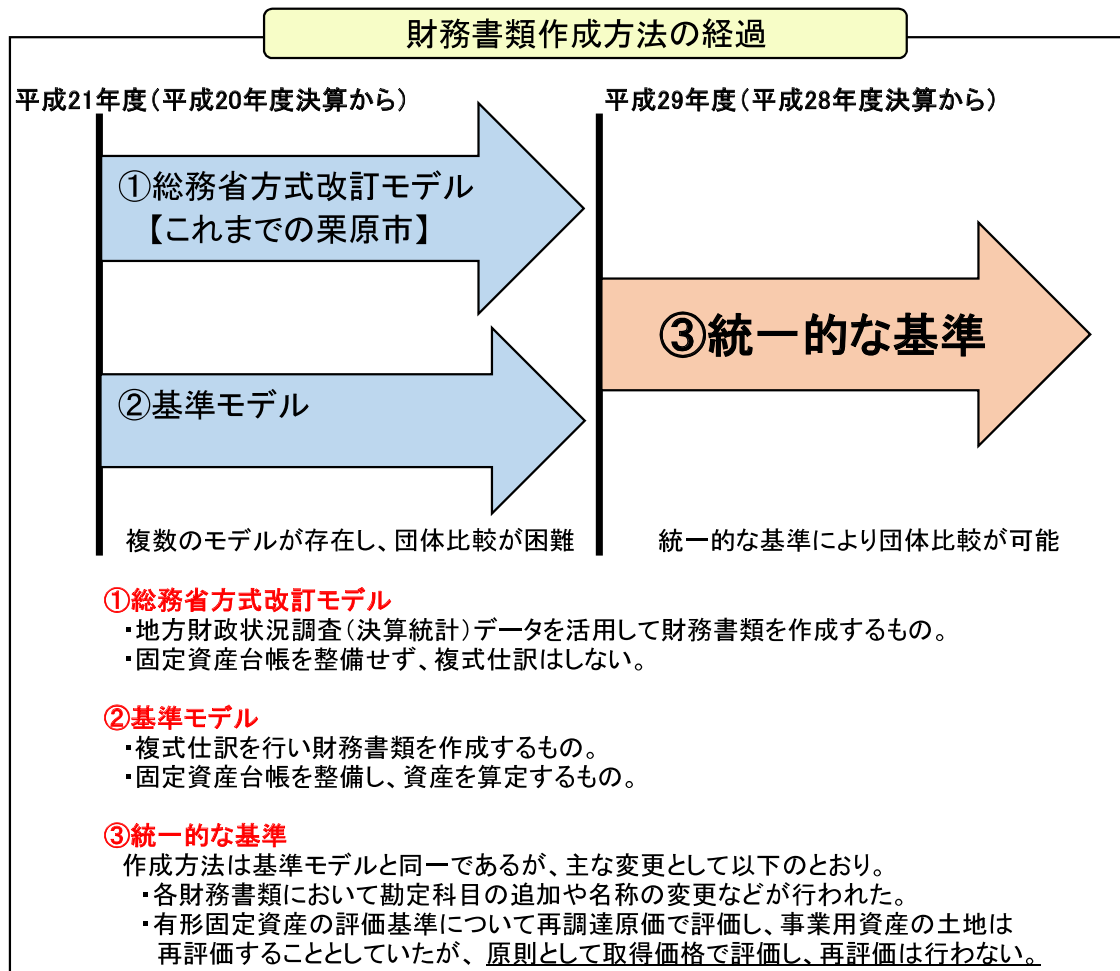 財務書類作成方法の経過
平成21年度（平成20年度決算から）
平成29年度（平成28年度決算から）
①総務省方式改訂モデル
【これまでの栗原市】
③統一的な基準
②基準モデル
複数のモデルが存在し、団体比較が困難
統一的な基準により団体比較が可能
①総務省方式改訂モデル
・地方財政状況調査（決算統計）データを活用して財務書類を作成するもの。
・固定資産台帳を整備せず、複式仕訳はしない。
②基準モデル
・複式仕訳を行い財務書類を作成するもの。
・固定資産台帳を整備し、資産を算定するもの。
③統一的な基準
作成方法は基準モデルと同一であるが、主な変更として以下のとおり。
・各財務書類において勘定科目の追加や名称の変更などが行われた。
・有形固定資産の評価基準について再調達原価で評価し、事業用資産の土地は
再評価することとしていたが、原則として取得価格で評価し、再評価は行わない。